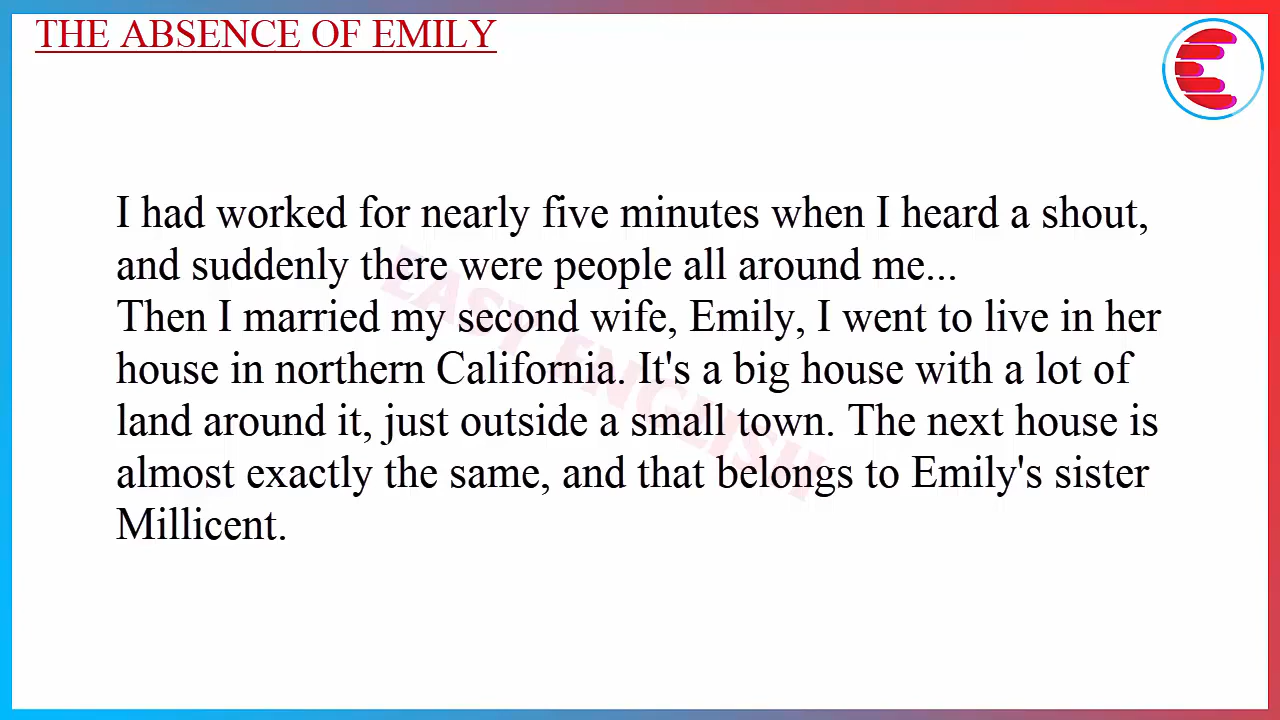 THE ABSENCE OF EMILY
I had worked for nearly five minutes when I heard a shout,
and suddenly there were people all around me...
Then I married my second wife, Emily, I went to live in her
house in northern California. It's a big house with a lot of
land around it, just outside a small town. The next house is
almost exactly the same, and that belongs to Emily's sister
Millicent.
EASY ENGLISH